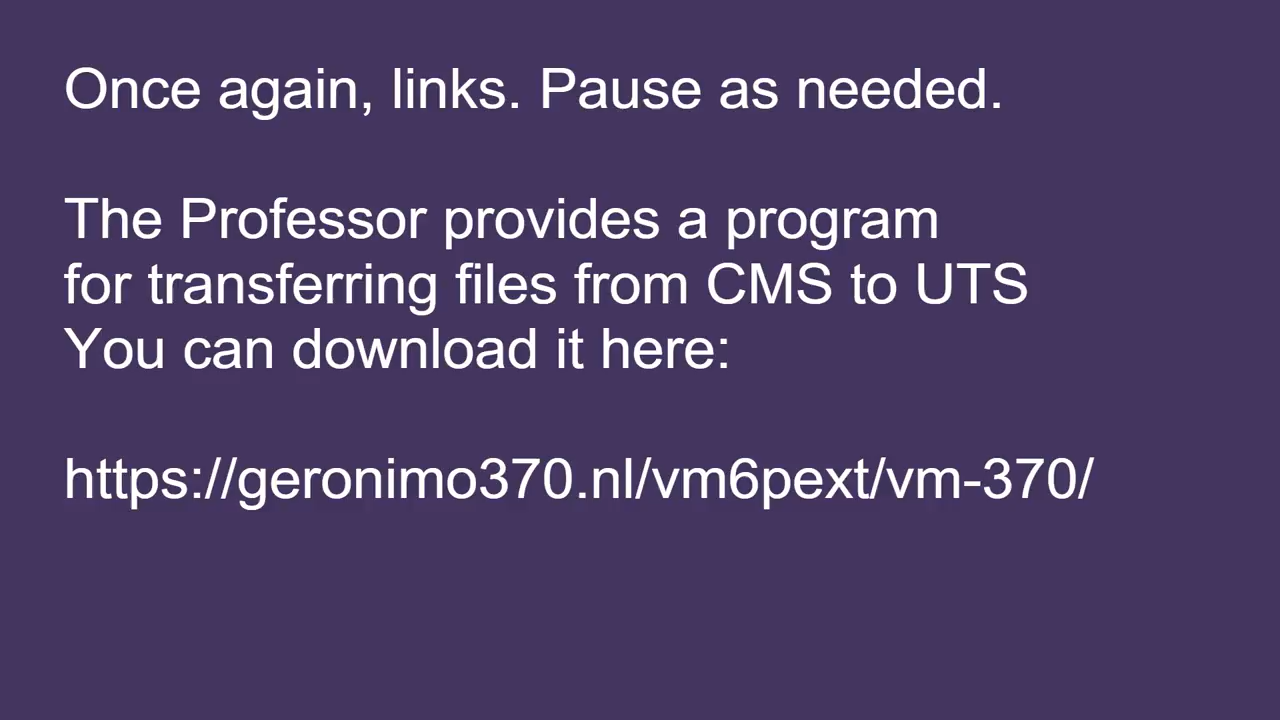 Once again, links. Pause as needed.
The Professor provides a program
for transferring files from CMS to UTS
You can download it here:
https://geronimo370.nl/vm6pext/vm-370/